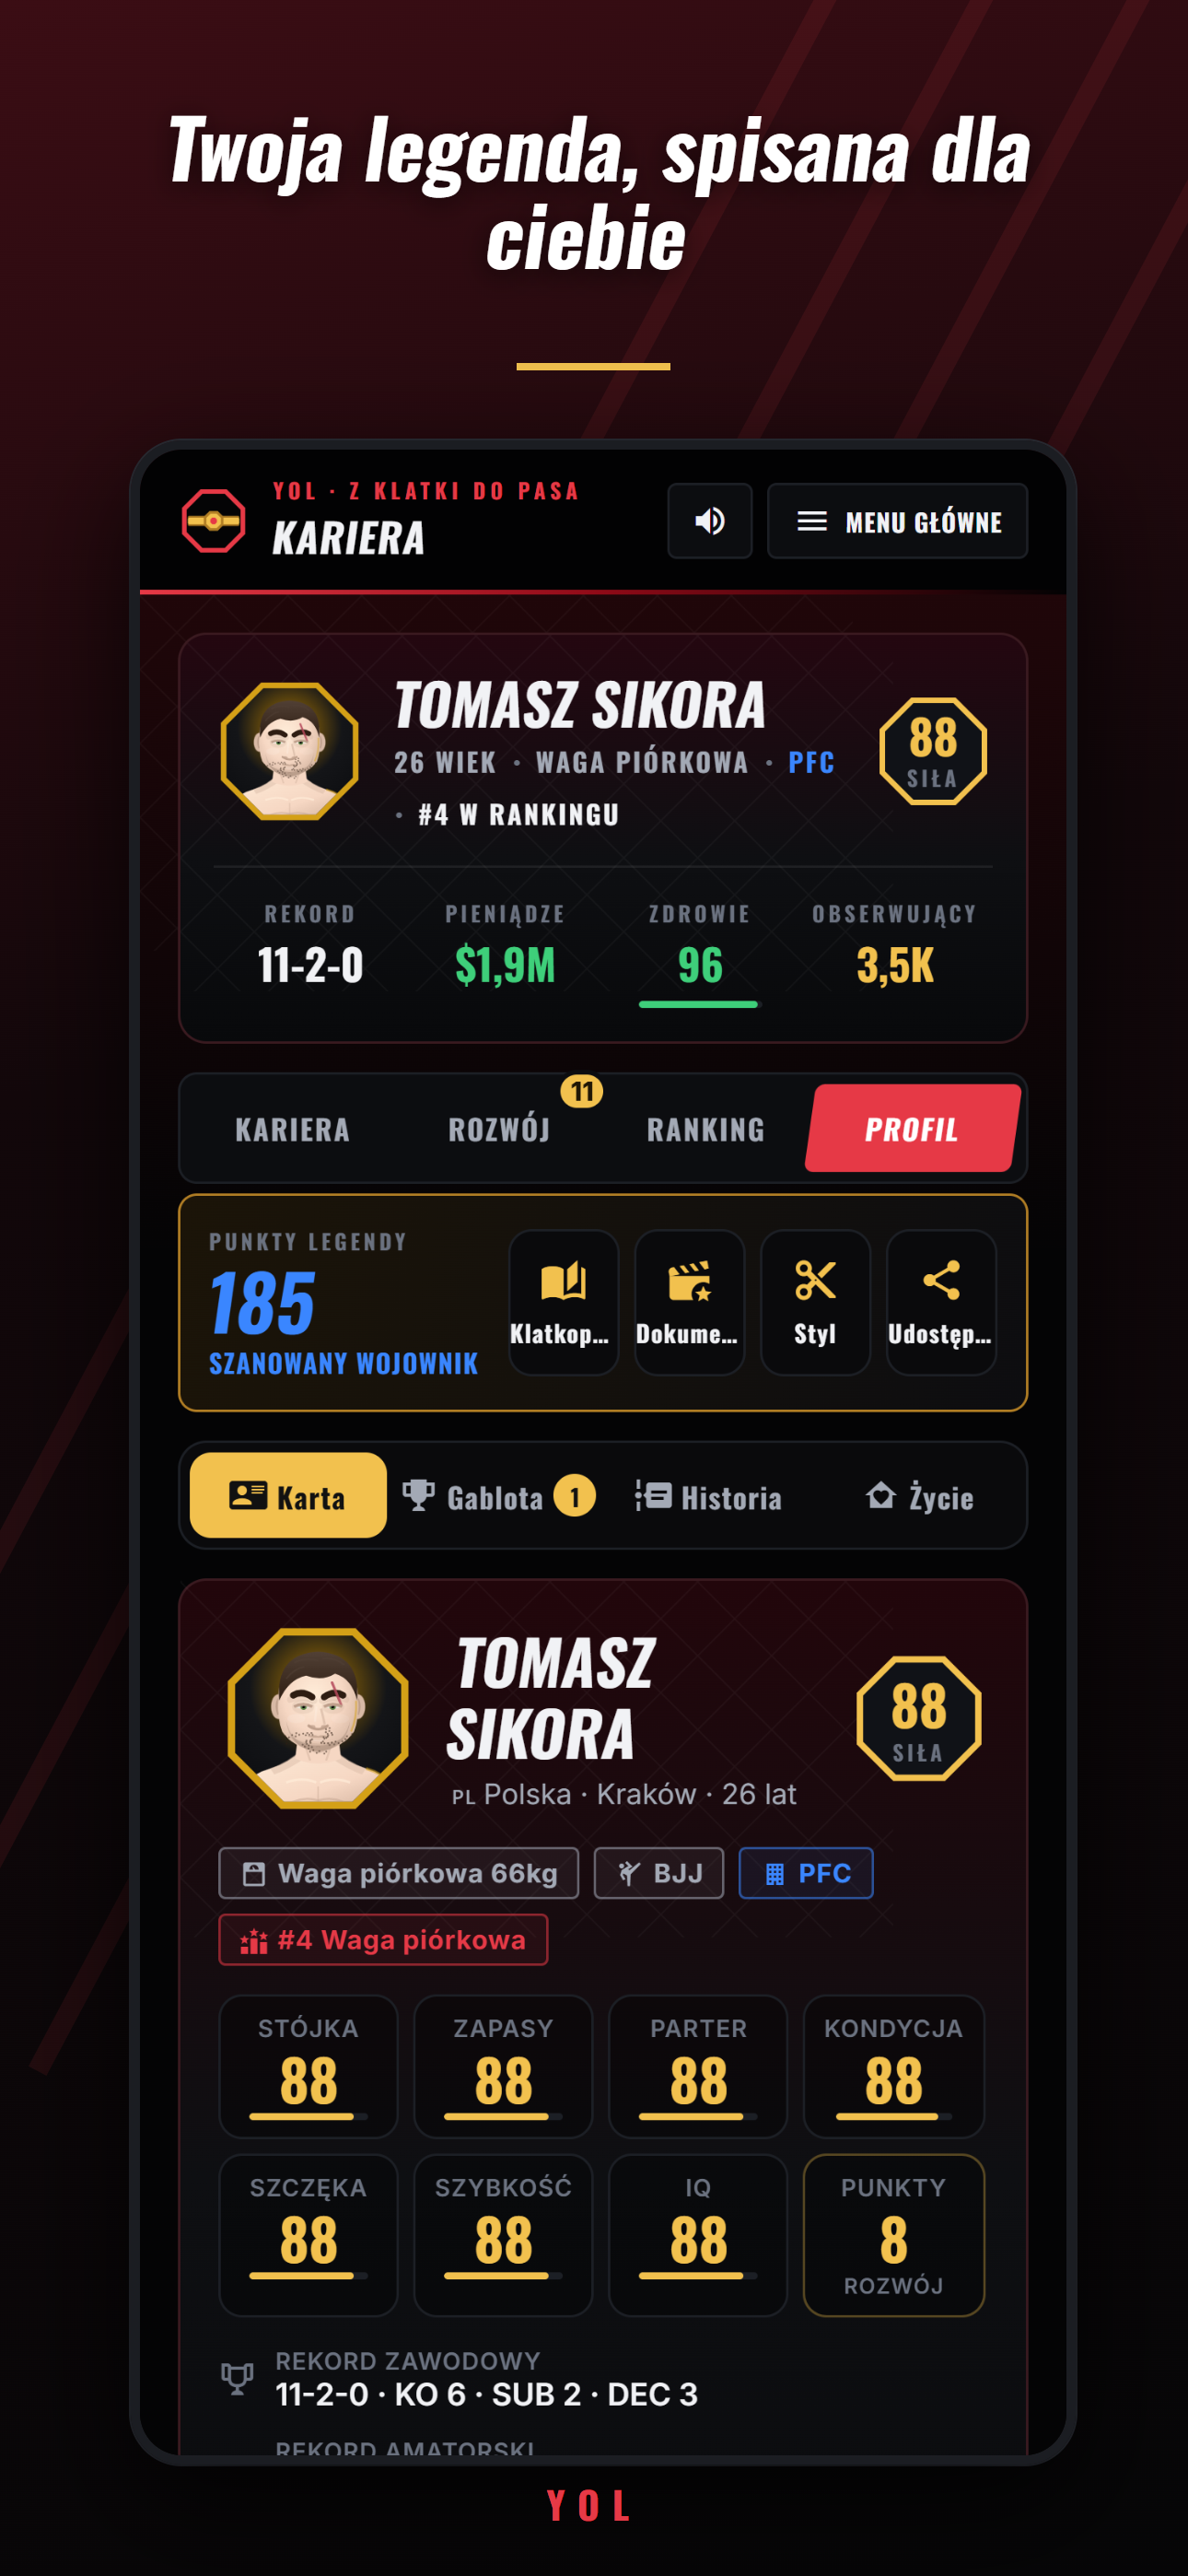 Twoja legenda, spisana dla
ciebie
YOL · Z KLATKI DO PASA
KARIERA
MENU GŁÓWNE
TOMASZ SIKORA
26 WIEK · WAGA PIÓRKOWA · PFC
· #4 W RANKINGU
88
SIŁA
REKORD PIENIĄDZE ZDROWIE OBSERWUJĄCY
11-2-0 $1,9M 96 3,5K
KARIERA ROZWÓJ 11 RANKING PROFIL
PUNKTY LEGENDY
185
SZANOWANY WOJOWNIK
Klatkop... Dokume... Styl Udostęp...
Karta Gablota 1 Historia Życie
TOMASZ
SIKORA
PL Polska · Kraków · 26 lat
88
SIŁA
Waga piórkowa 66kg BJJ PFC
#4 Waga piórkowa
STÓJKA ZAPASY PARTER KONDYCJA
88 88 88 88
SZCZĘKA SZYBKOŚĆ IQ PUNKTY
88 88 88 8
ROZWÓJ
REKORD ZAWODOWY
11-2-0 · KO 6 · SUB 2 · DEC 3
REKORD AMATORSKI
YOL